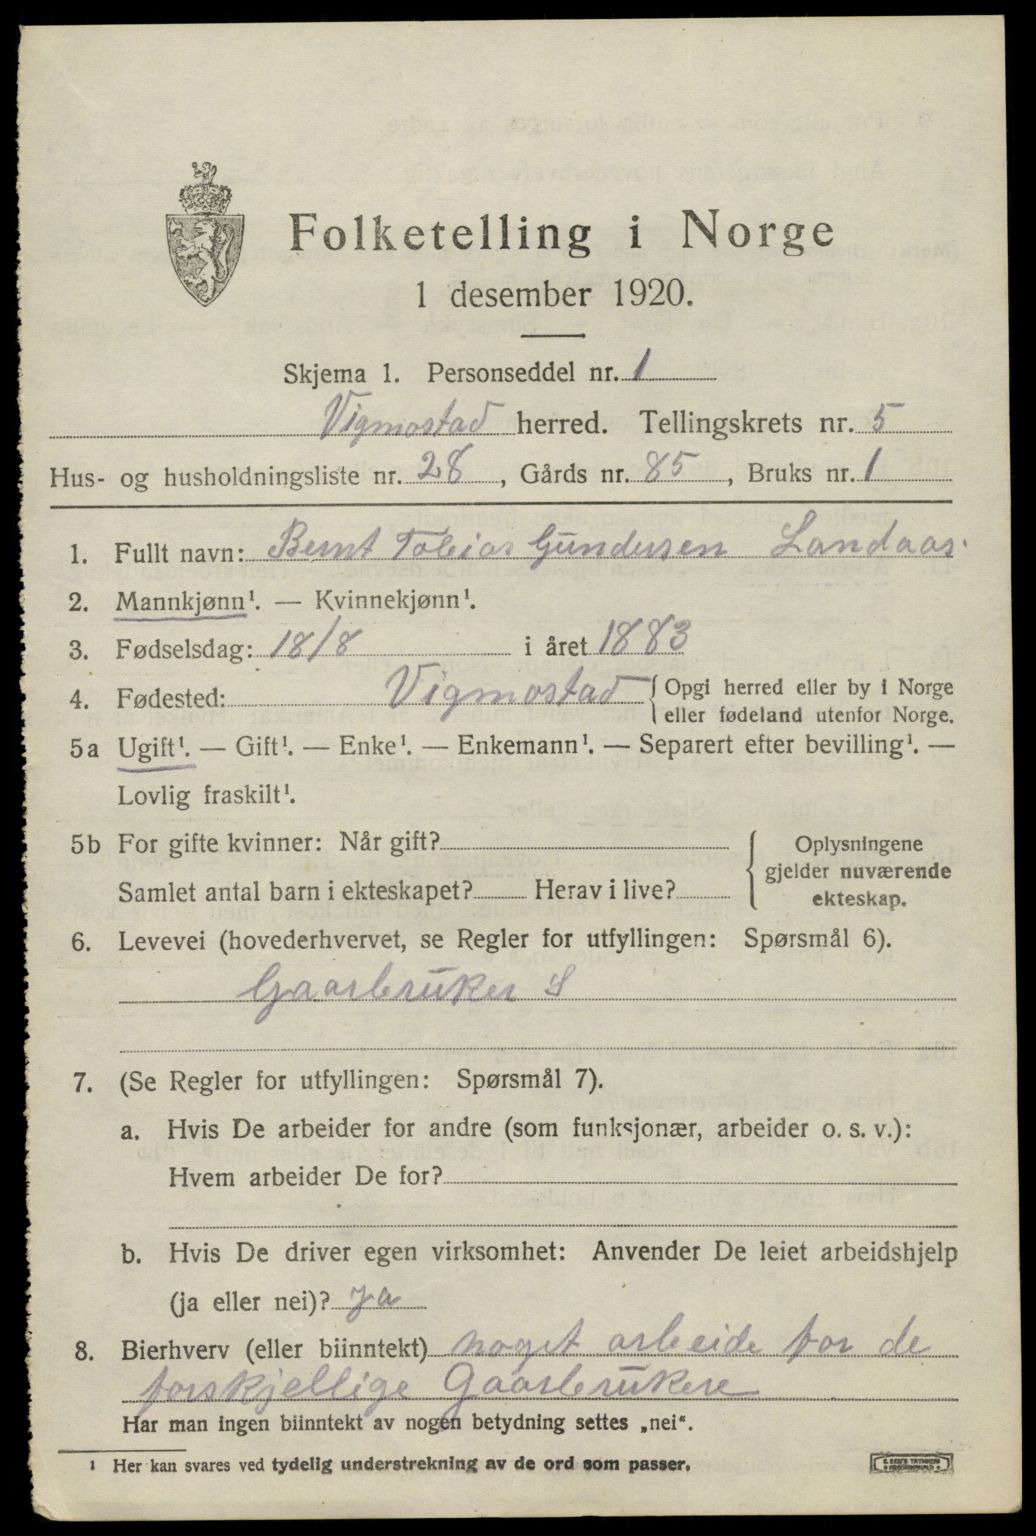 Folketelling i Norge
1 desember 1920.
Skjema 1. Personseddel nr. 1
Vigmostad herred. Tellingskrets nr. 5
Hus- og husholdningsliste nr. 28, Gårds nr. 85, Bruks nr. 1
1. Fullt navn: Bernt Tobias Gundersen Landaas.
2. Mannkjønn¹. — Kvinnekjønn¹.
3. Fødselsdag: 18/8 i året 1883
4. Fødested: Vigmostad { Opgi herred eller by i Norge
eller fødeland utenfor Norge.
5a Ugift¹. — Gift¹. — Enke¹. — Enkemann¹. — Separert efter bevilling¹. —
Lovlig fraskilt¹.
5b For gifte kvinner: Når gift?
Samlet antal barn i ekteskapet? Herav i live?
{ Oplysningene
gjelder nuværende
ekteskap.
6. Levevei (hovederhvervet, se Regler for utfyllingen: Spørsmål 6).
Gaarbruker S
7. (Se Regler for utfyllingen: Spørsmål 7).
a. Hvis De arbeider for andre (som funksjonær, arbeider o. s. v.):
Hvem arbeider De for?
b. Hvis De driver egen virksomhet: Anvender De leiet arbeidshjelp
(ja eller nei)? ja
8. Bierhverv (eller biinntekt) noget arbeide for de
forskjellige Gaarbrukere
Har man ingen biinntekt av nogen betydning settes „nei“.
¹ Her kan svares ved tydelig understrekning av de ord som passer.